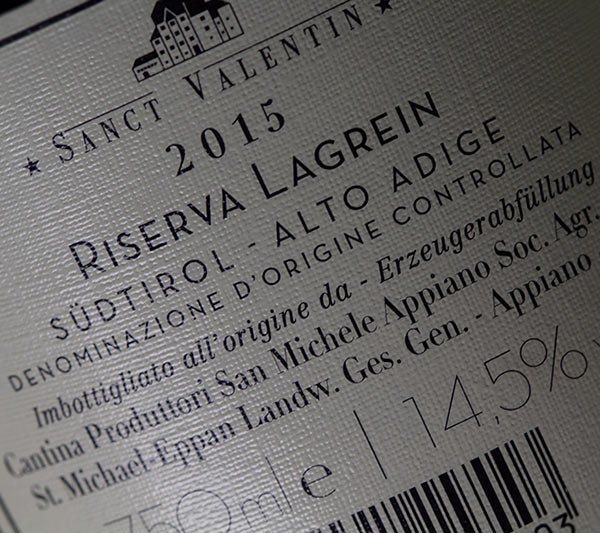 ★ SANCT VALENTIN ★
2015
RISERVA LAGREIN
SÜDTIROL - ALTO ADIGE
DENOMINAZIONE D'ORIGINE CONTROLLATA
Imbottigliato all'origine da - Erzeugerabfüllung
Cantina Produttori San Michele Appiano Soc. Agr.
St. Michael-Eppan Landw. Ges. Gen. - Appiano
750 ml e | 14,5%